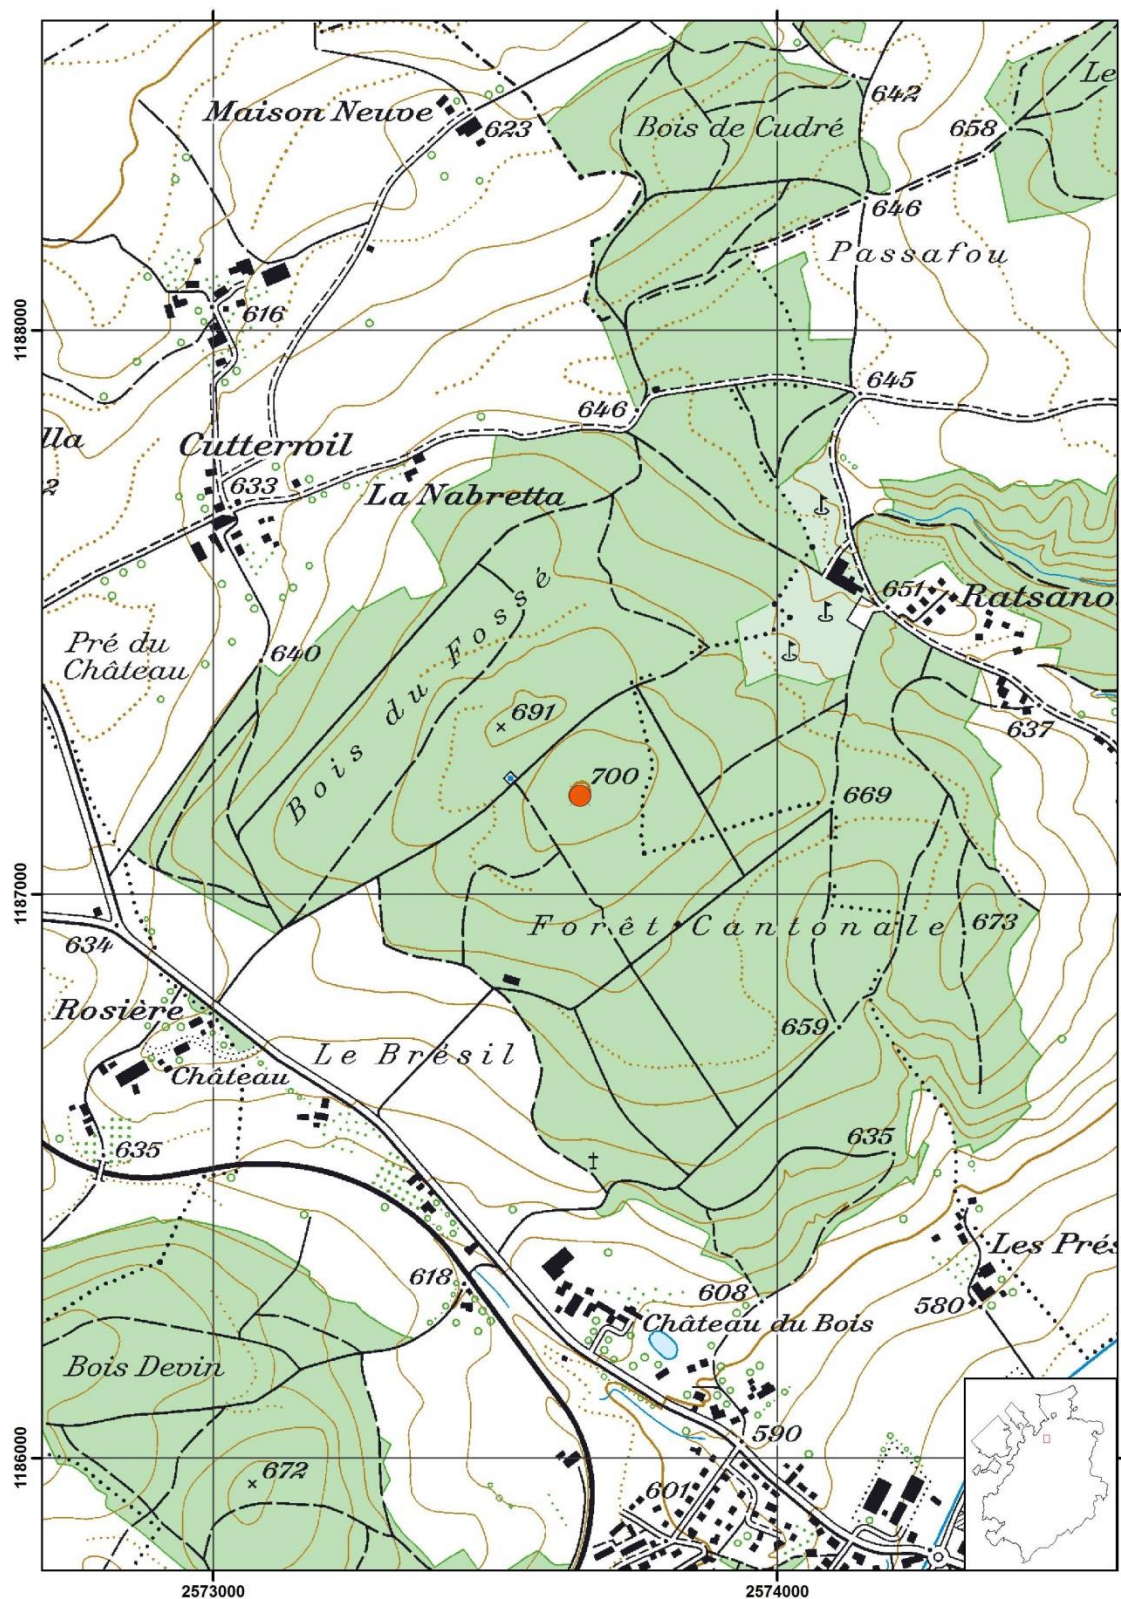 642
Le
Maison Neuve
623
Bois de Cudré
658
646
Passafou
616
1188000
645
646
lla
Cutterwil
2
633
La Nabretta
651
Ratsano
Bois du Fossé
Pré du
Château
640
691
637
700
669
1187000
Forêt Cantonale
673
634
Rosière
659
Le Brésil
Château
635
635
Les Prés
618
608
580
Château du Bois
Bois Devin
590
1186000
672
601
2573000
2574000